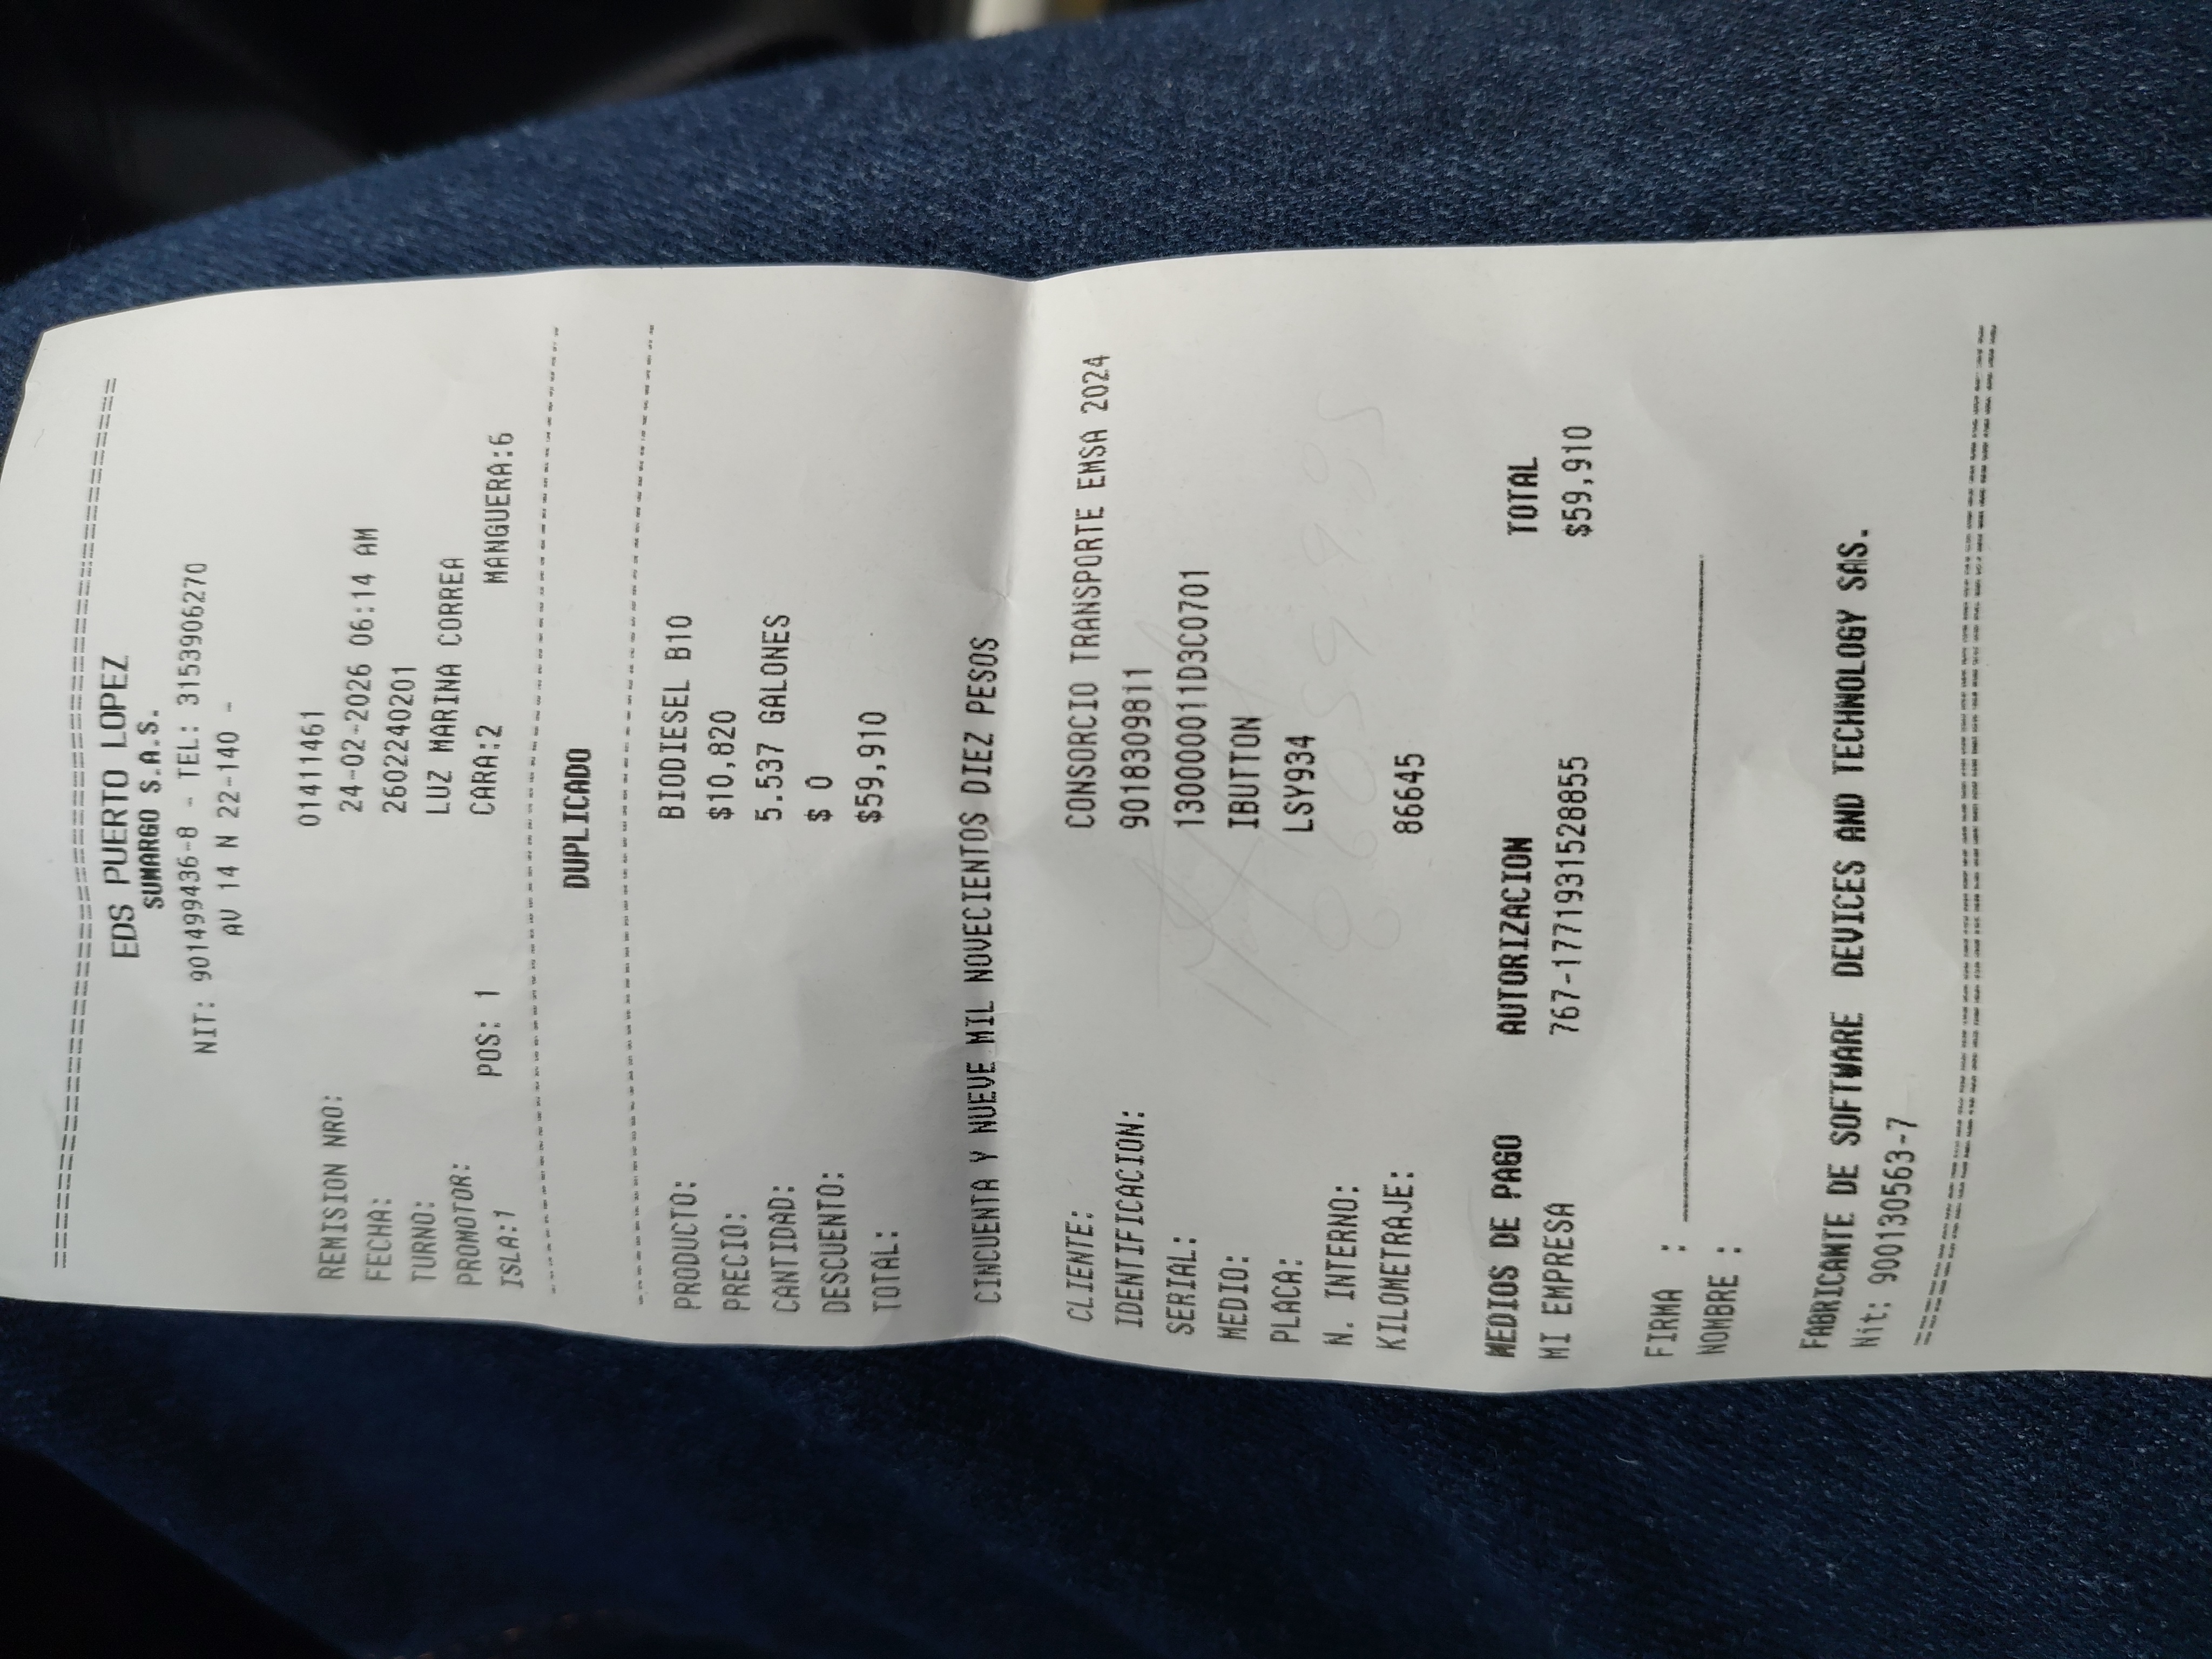 ================================================
EDS PUERTO LOPEZ
SUMARGO S.A.S.
NIT: 901499436-8 - TEL: 3153906270
AV 14 N 22-140 -
REMISION NRO: 01411461
FECHA: 24-02-2026 06:14 AM
TURNO: 2602240201
PROMOTOR: LUZ MARINA CORREA
ISLA:1 POS: 1 CARA:2 MANGUERA:6
------------------------------------------------
DUPLICADO
------------------------------------------------
PRODUCTO: BIODIESEL B10
PRECIO: $10,820
CANTIDAD: 5.537 GALONES
DESCUENTO: $ 0
TOTAL: $59,910
CINCUENTA Y NUEVE MIL NOVECIENTOS DIEZ PESOS
CLIENTE: CONSORCIO TRANSPORTE EMSA 2024
IDENTIFICACION: 9018309811
SERIAL: 1300000011D3C0701
MEDIO: IBUTTON
PLACA: LSY934
N. INTERNO:
KILOMETRAJE: 86645
MEDIOS DE PAGO AUTORIZACION TOTAL
MI EMPRESA 767-1771931528855 $59,910
FIRMA : ____________________
NOMBRE :
FABRICANTE DE SOFTWARE DEVICES AND TECHNOLOGY SAS.
Nit: 900130563-7
================================================